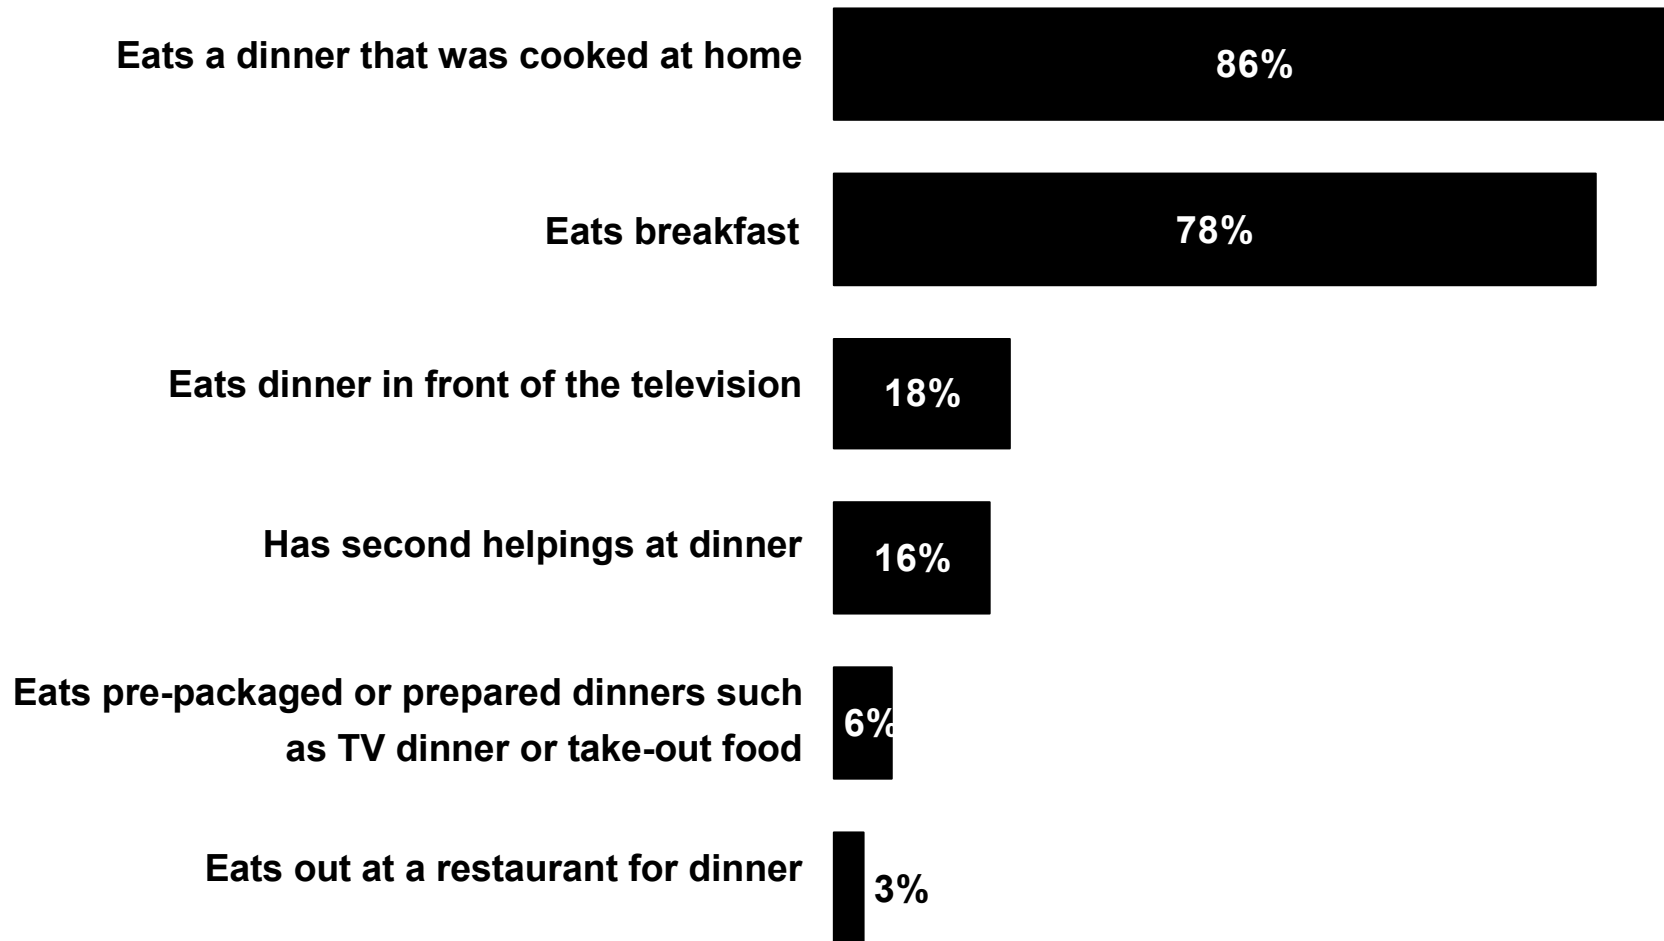 Eats a dinner that was cooked at home
86%
Eats breakfast
78%
Eats dinner in front of the television
18%
Has second helpings at dinner
16%
Eats pre-packaged or prepared dinners such
as TV dinner or take-out food
6%
Eats out at a restaurant for dinner
3%